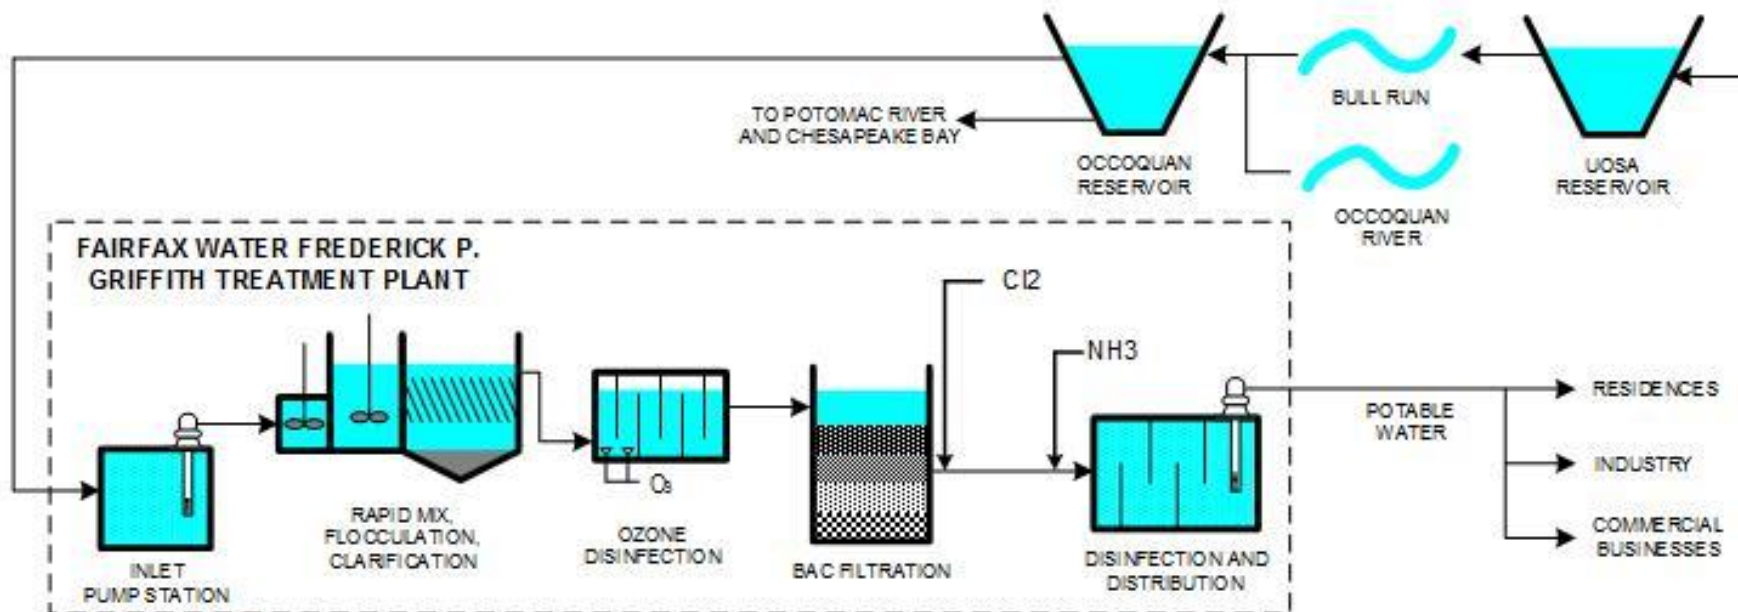 BULL RUN
TO POTOMAC RIVER
AND CHESAPEAKE BAY
OCCOQUAN
RESERVOIR
UOSA
RESERVOIR
OCCOQUAN
RIVER
FAIRFAX WATER FREDERICK P.
GRIFFITH TREATMENT PLANT
Cl2
NH3
RESIDENCES
POTABLE
WATER
INDUSTRY
O₃
RAPID MIX,
FLOCCULATION,
CLARIFICATION
OZONE
DISINFECTION
COMMERCIAL
BUSINESSES
INLET
PUMP STATION
BAC FILTRATION
DISINFECTION AND
DISTRIBUTION